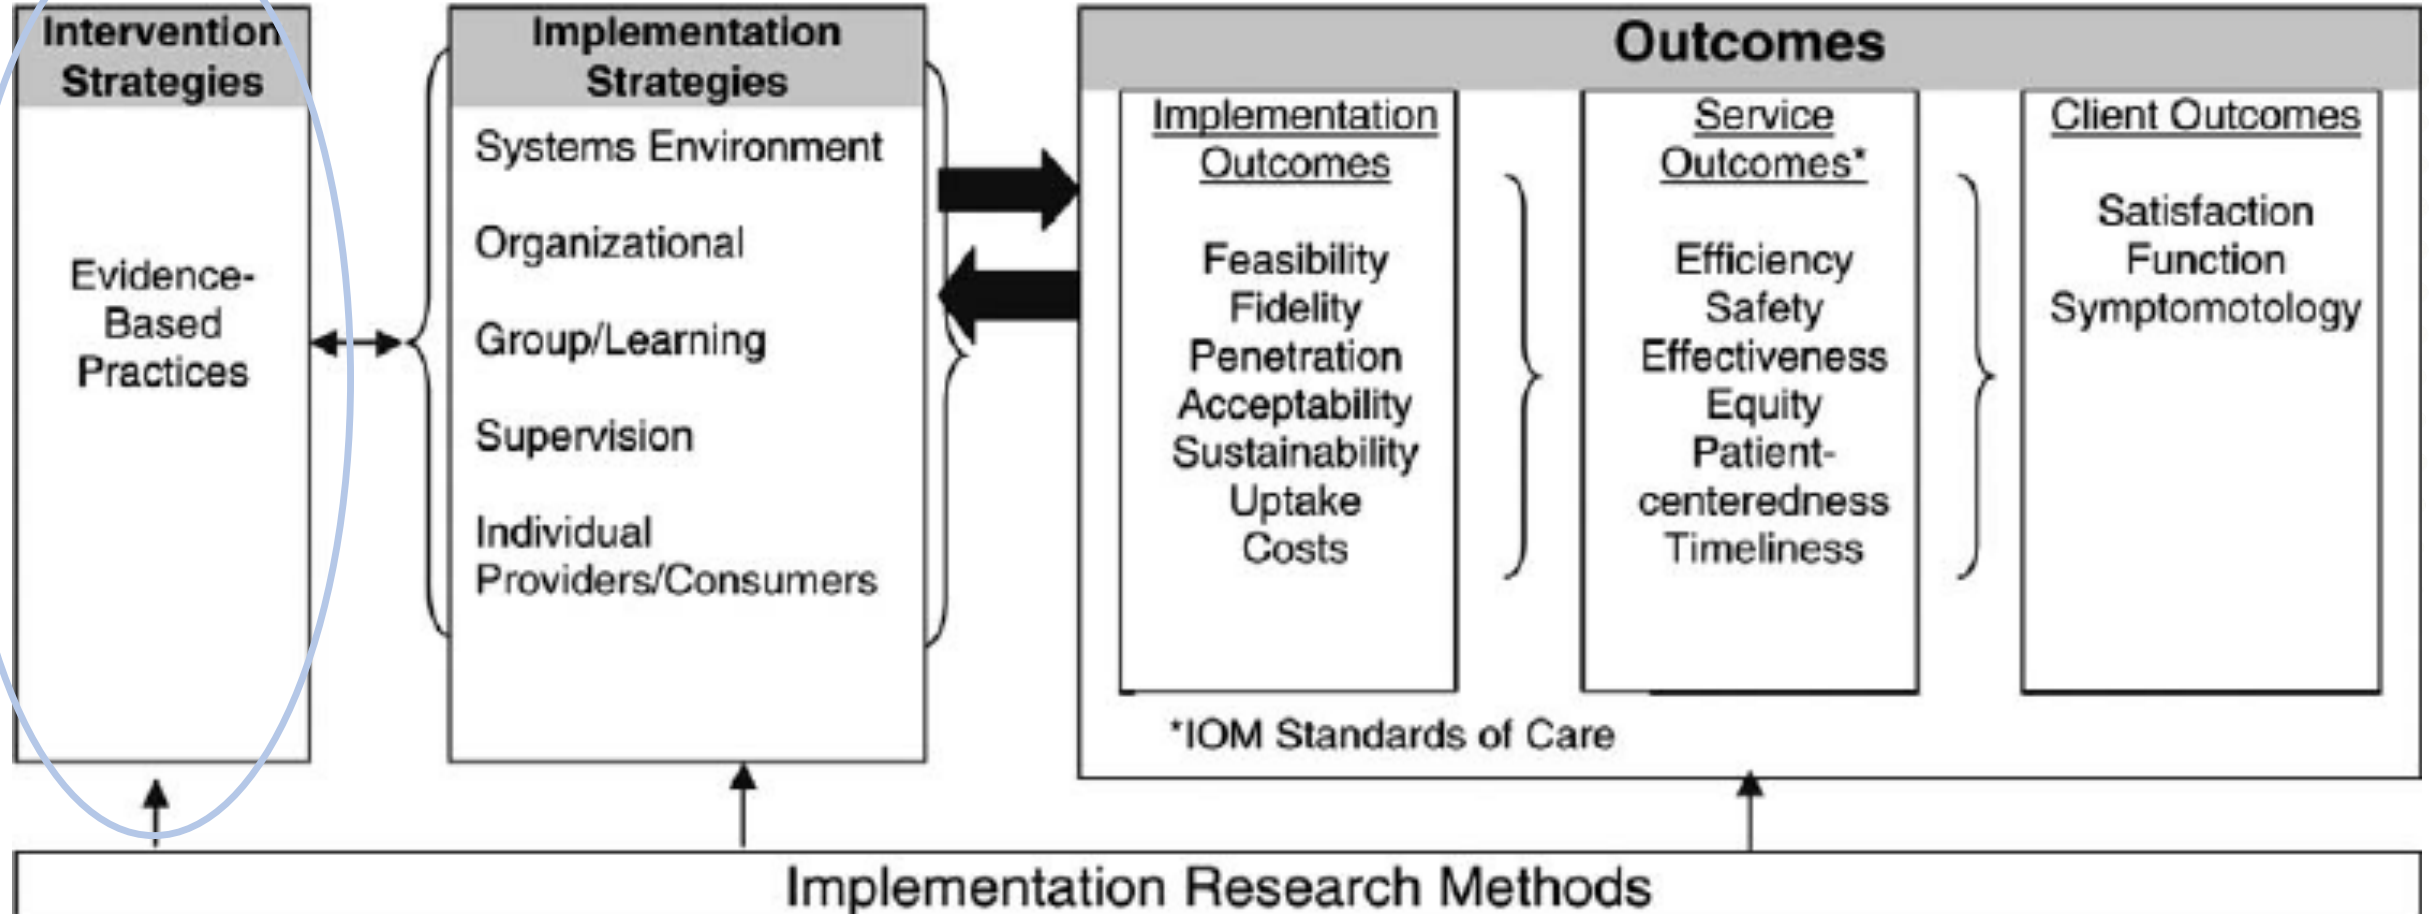 Intervention
Strategies
Evidence-
Based
Practices
Implementation
Strategies
Systems Environment
Organizational
Group/Learning
Supervision
Individual
Providers/Consumers
Outcomes
Implementation
Outcomes
Feasibility
Fidelity
Penetration
Acceptability
Sustainability
Uptake
Costs
Service
Outcomes*
Efficiency
Safety
Effectiveness
Equity
Patient-
centeredness
Timeliness
Client Outcomes
Satisfaction
Function
Symptomotology
*IOM Standards of Care
Implementation Research Methods